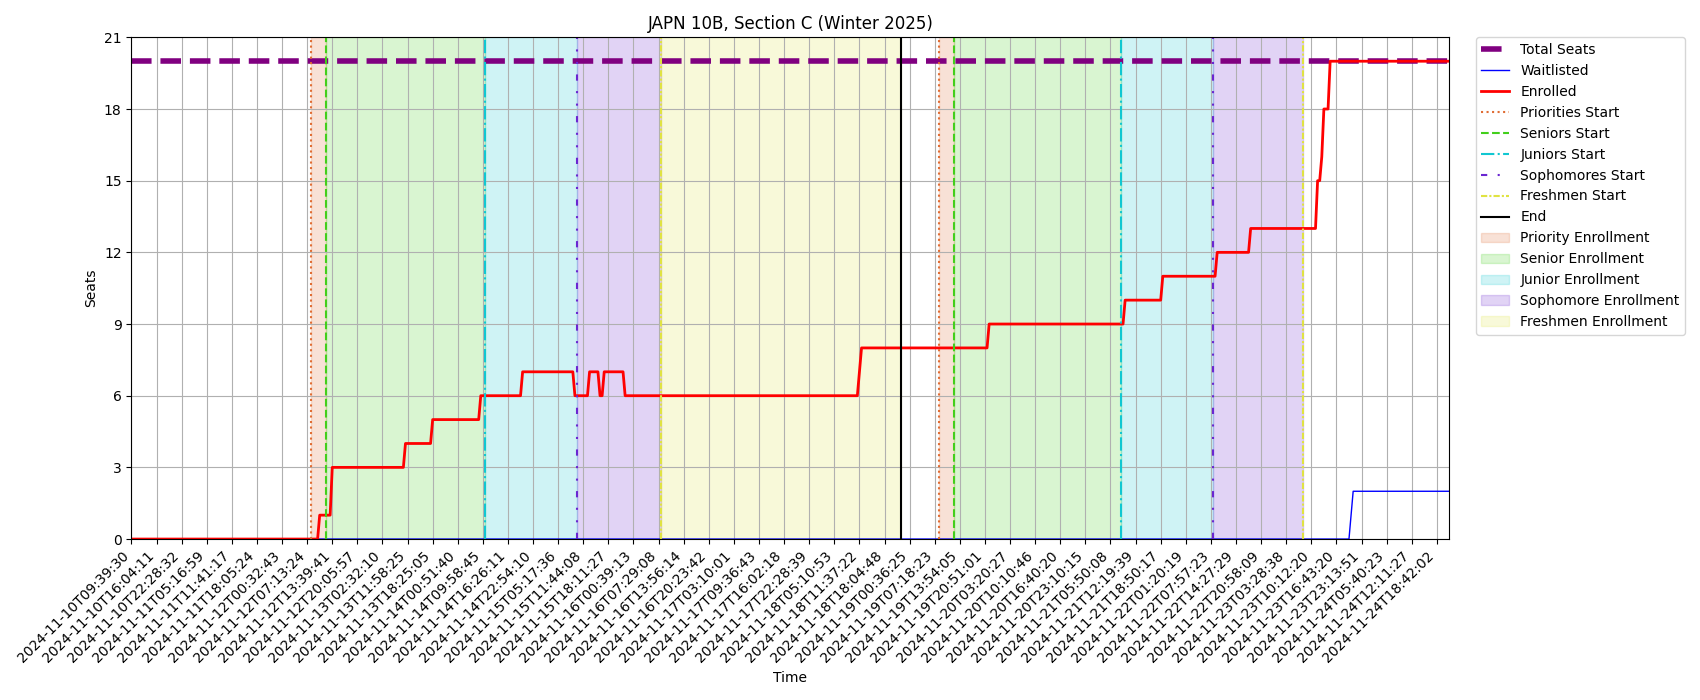 JAPN 10B, Section C (Winter 2025)
21
18
15
12
9
6
3
0
Seats
2024-11-10T09:39:30
2024-11-10T16:04:11
2024-11-10T22:28:32
2024-11-11T05:16:59
2024-11-11T11:41:17
2024-11-11T18:05:24
2024-11-12T00:32:43
2024-11-12T07:13:24
2024-11-12T13:39:41
2024-11-12T20:05:57
2024-11-13T02:32:10
2024-11-13T11:58:25
2024-11-13T18:25:05
2024-11-14T00:51:40
2024-11-14T09:58:45
2024-11-14T16:26:11
2024-11-14T22:54:10
2024-11-15T05:17:36
2024-11-15T11:44:08
2024-11-15T18:11:27
2024-11-16T00:39:13
2024-11-16T07:29:08
2024-11-16T13:56:14
2024-11-16T20:23:42
2024-11-17T03:10:01
2024-11-17T09:36:43
2024-11-17T16:02:18
2024-11-17T22:28:39
2024-11-18T05:10:53
2024-11-18T11:37:22
2024-11-18T18:04:48
2024-11-19T00:36:25
2024-11-19T07:18:23
2024-11-19T13:54:05
2024-11-19T20:51:01
2024-11-20T03:20:27
2024-11-20T10:10:46
2024-11-20T16:40:20
2024-11-20T23:10:15
2024-11-21T05:50:08
2024-11-21T12:19:39
2024-11-21T18:50:17
2024-11-22T01:20:19
2024-11-22T07:57:23
2024-11-22T14:27:29
2024-11-22T20:58:09
2024-11-23T03:28:38
2024-11-23T10:12:20
2024-11-23T16:43:20
2024-11-23T23:13:51
2024-11-24T05:40:23
2024-11-24T12:11:27
2024-11-24T18:42:02
Time
Total Seats
Waitlisted
Enrolled
Priorities Start
Seniors Start
Juniors Start
Sophomores Start
Freshmen Start
End
Priority Enrollment
Senior Enrollment
Junior Enrollment
Sophomore Enrollment
Freshmen Enrollment